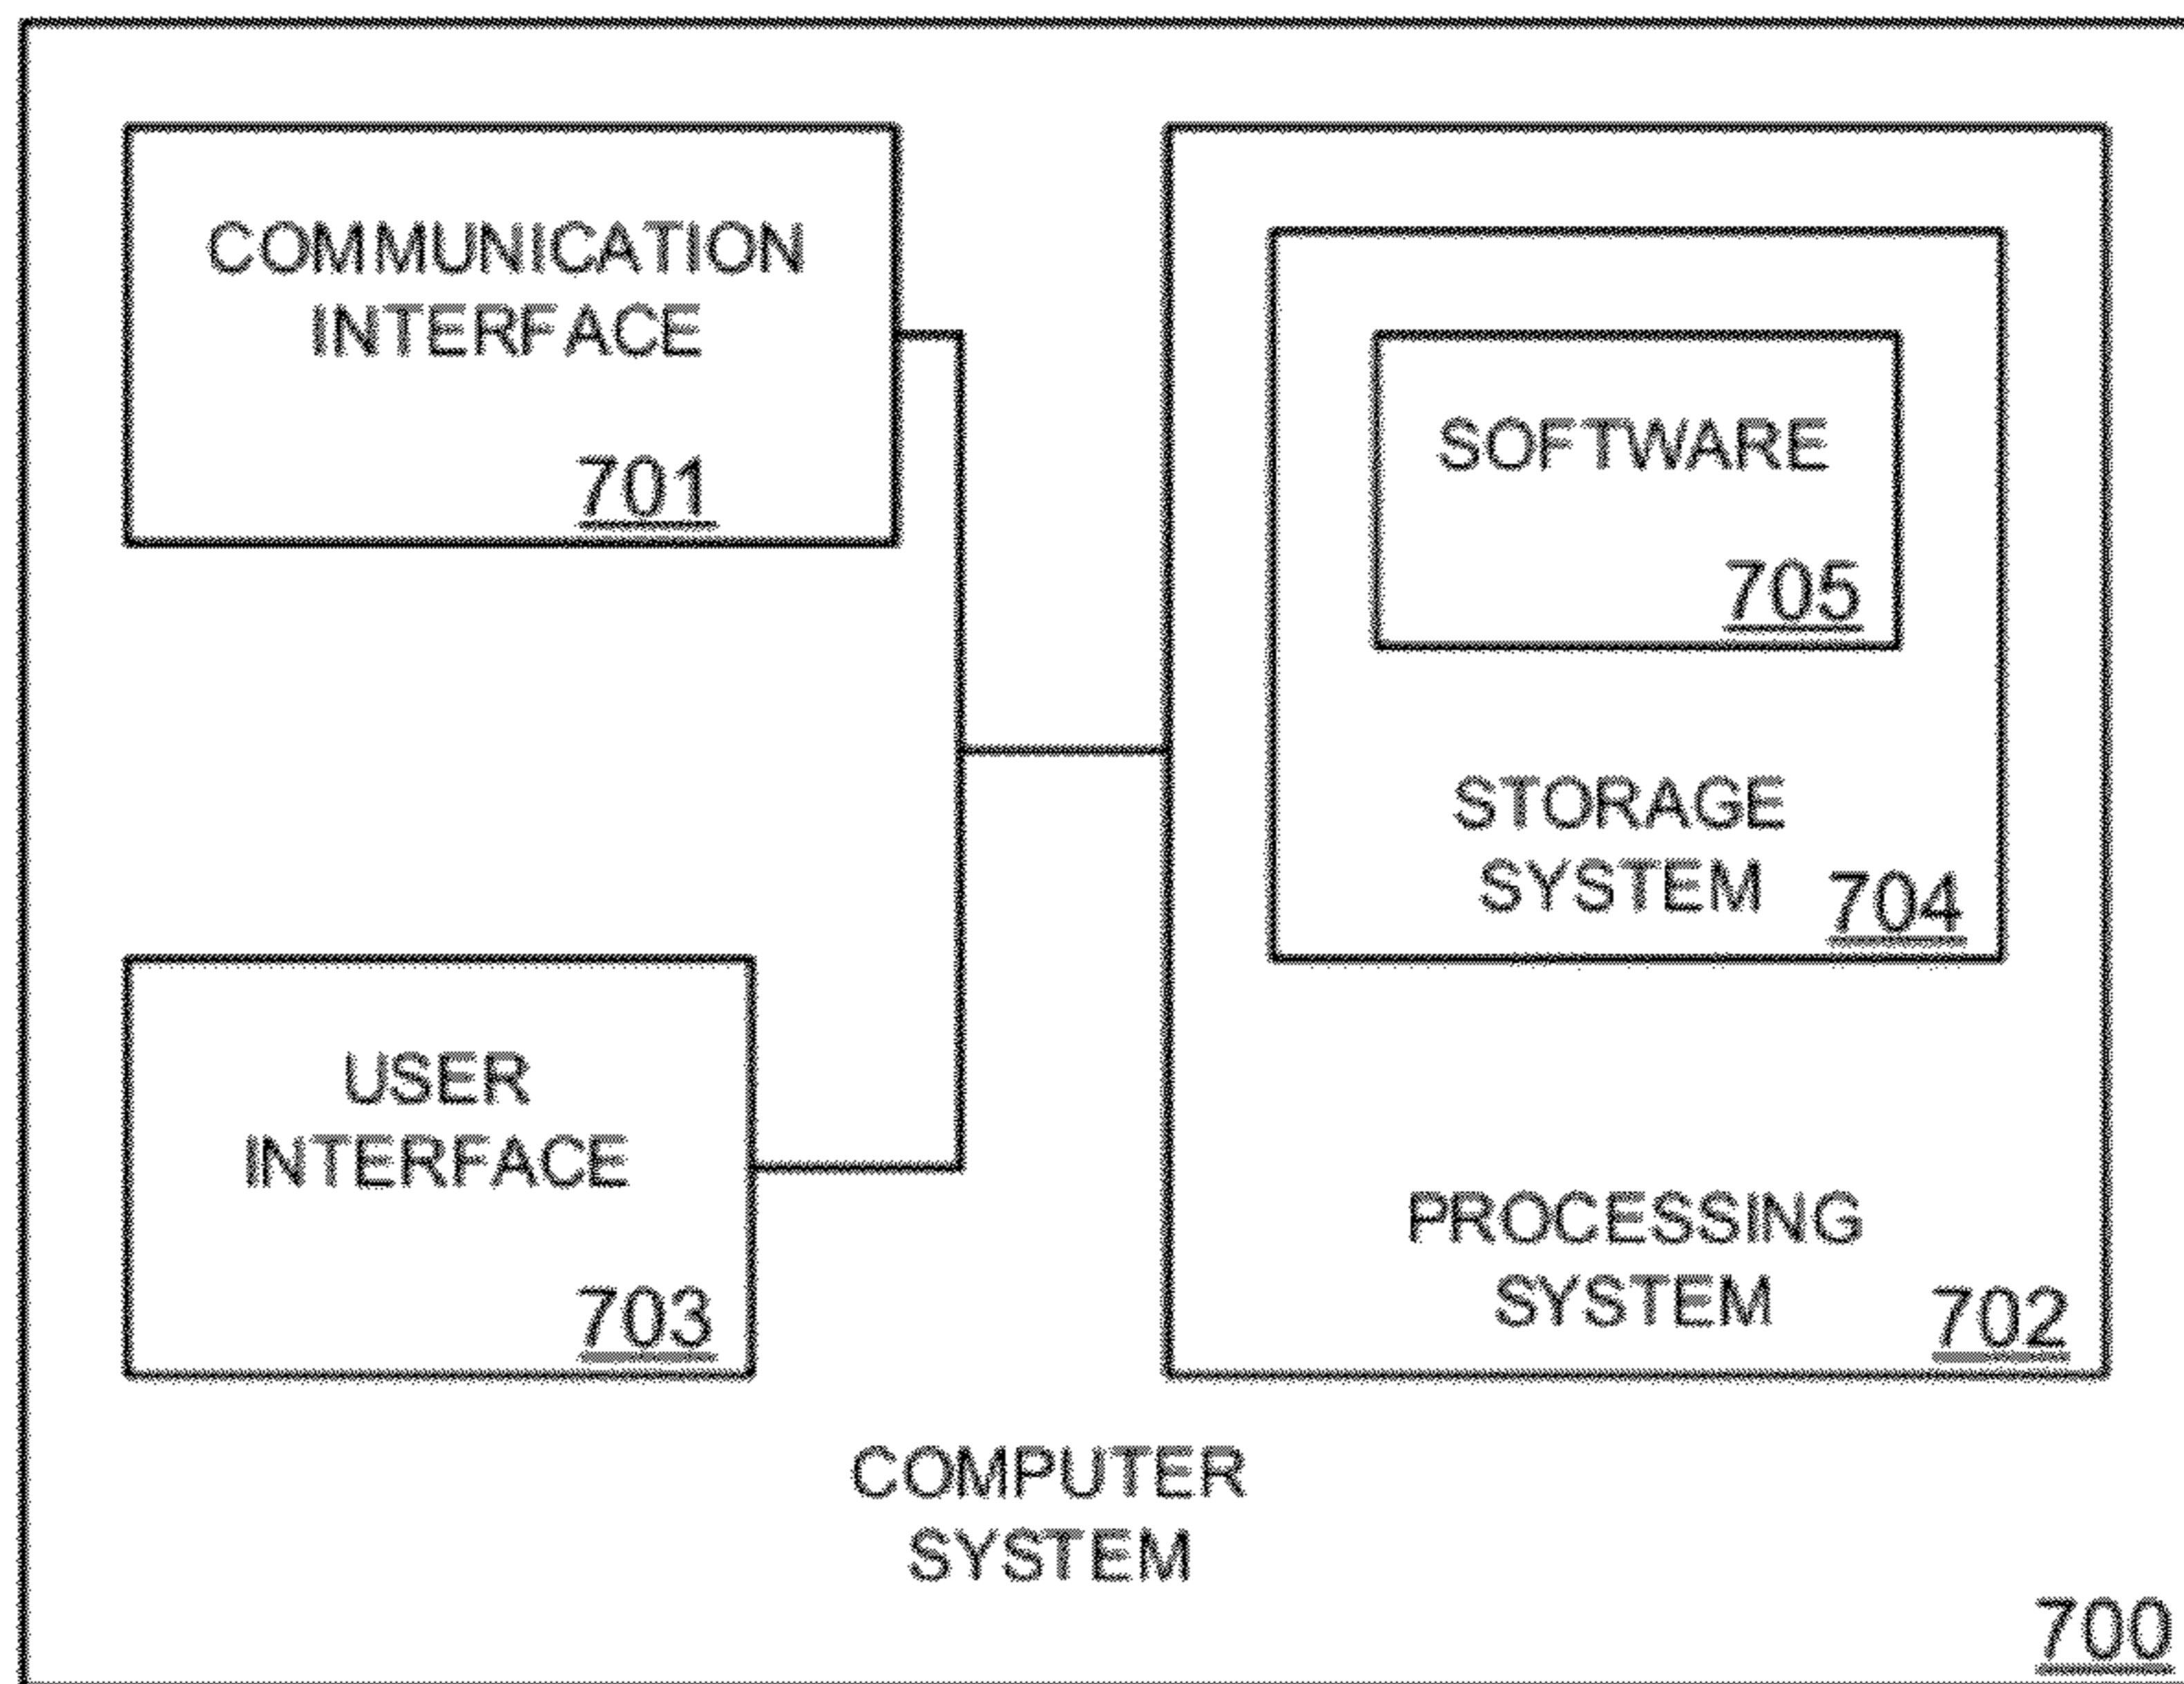 COMMUNICATION
INTERFACE
701
SOFTWARE
705
STORAGE
SYSTEM 704
USER
INTERFACE
703
PROCESSING
SYSTEM 702
COMPUTER
SYSTEM
700